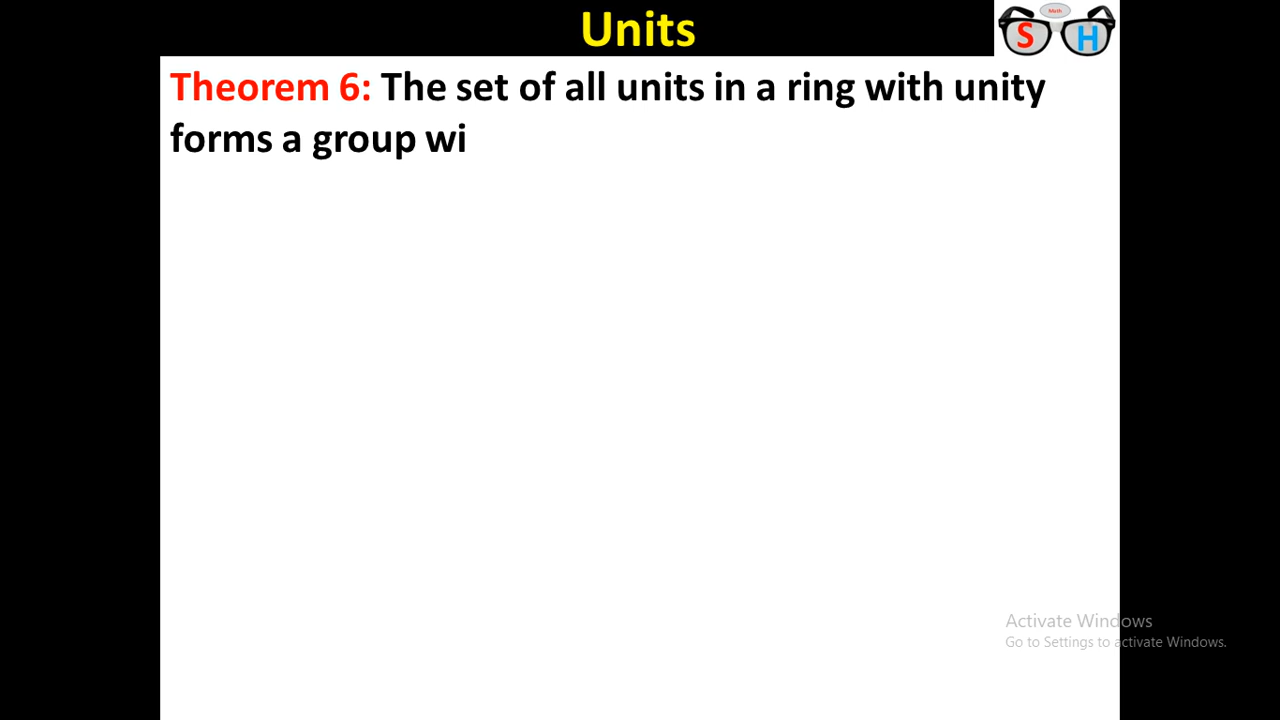 Units
Math
S H
Theorem 6: The set of all units in a ring with unity
forms a group wi
Activate Windows
Go to Settings to activate Windows.